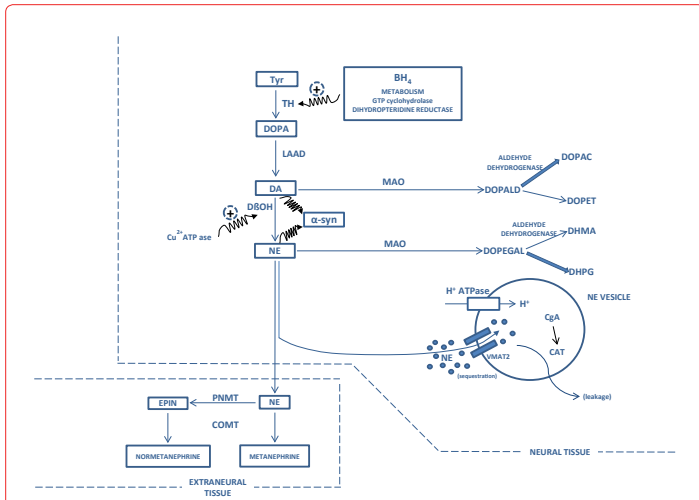 Tyr
BH4
METABOLISM
GTP cyclohydrolase
DIHYDROPTERIDINE REDUCTASE
+
TH
DOPA
LAAD
DA
MAO
DOPALD
ALDEHYDE
DEHYDROGENASE
DOPAC
DOPET
DβOH
+
Cu2+ATP ase
α-syn
NE
MAO
DOPEGAL
ALDEHYDE
DEHYDROGENASE
DHMA
DHPG
H+ ATPase
H+
NE VESICLE
CgA
CAT
NE
VMAT2
(sequestration)
(leakage)
EPIN
PNMT
NE
COMT
NORMETANEPHRINE
METANEPHRINE
NEURAL TISSUE
EXTRANEURAL
TISSUE